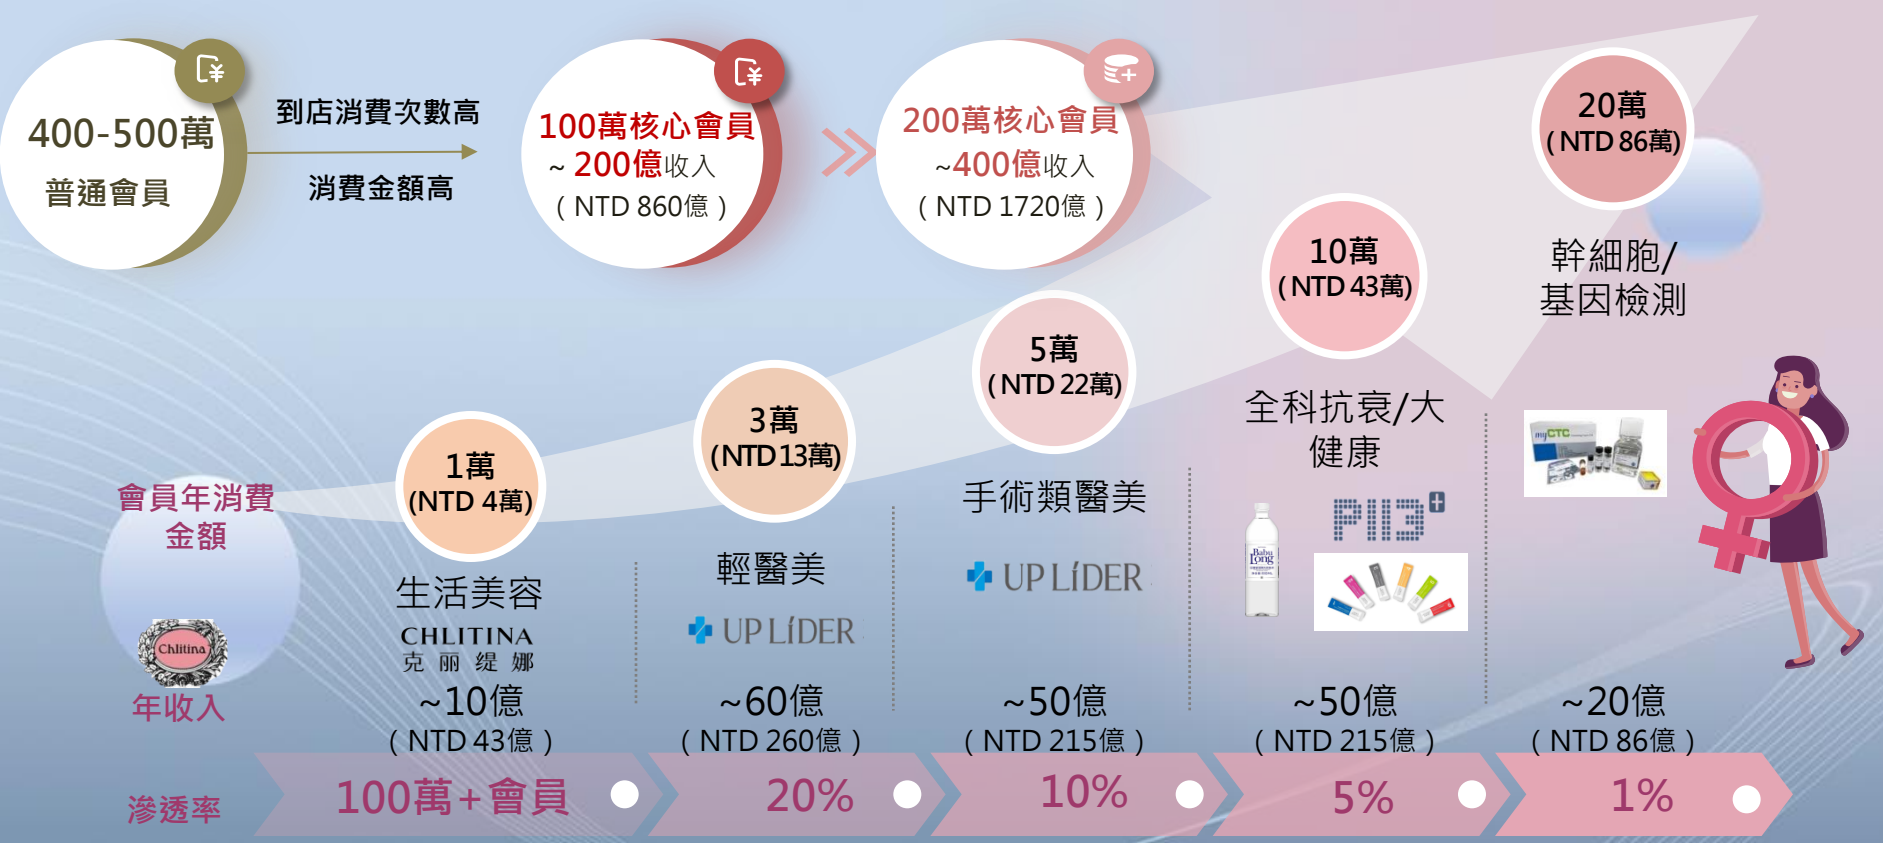 400-500萬
普通會員
到店消費次數高
消費金額高
100萬核心會員
~ 200億收入
( NTD 860億 )
200萬核心會員
~400億收入
( NTD 1720億 )
20萬
( NTD 86萬)
幹細胞/
基因檢測
10萬
( NTD 43萬)
全科抗衰/大
健康
5萬
( NTD 22萬)
手術類醫美
UP LÍDER
3萬
(NTD 13萬)
輕醫美
UP LÍDER
1萬
(NTD 4萬)
生活美容
CHLITINA
克丽缇娜
會員年消費
金額
Chlitina
myCTC
Babu
Long
P113+
年收入
~10億
( NTD 43億 )
~60億
( NTD 260億 )
~50億
( NTD 215億 )
~50億
( NTD 215億 )
~20億
( NTD 86億 )
滲透率
100萬+會員
20%
10%
5%
1%